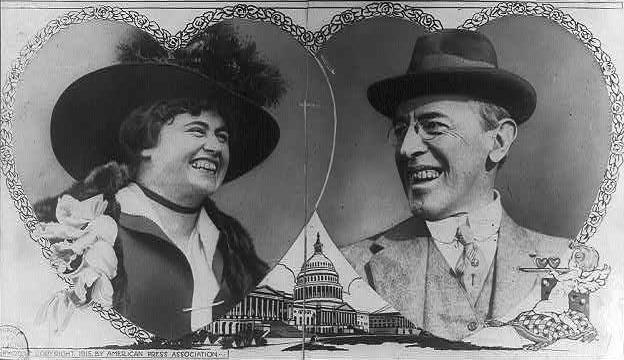 COPYRIGHT, 1915, BY AMERICAN PRESS ASSOCIATION